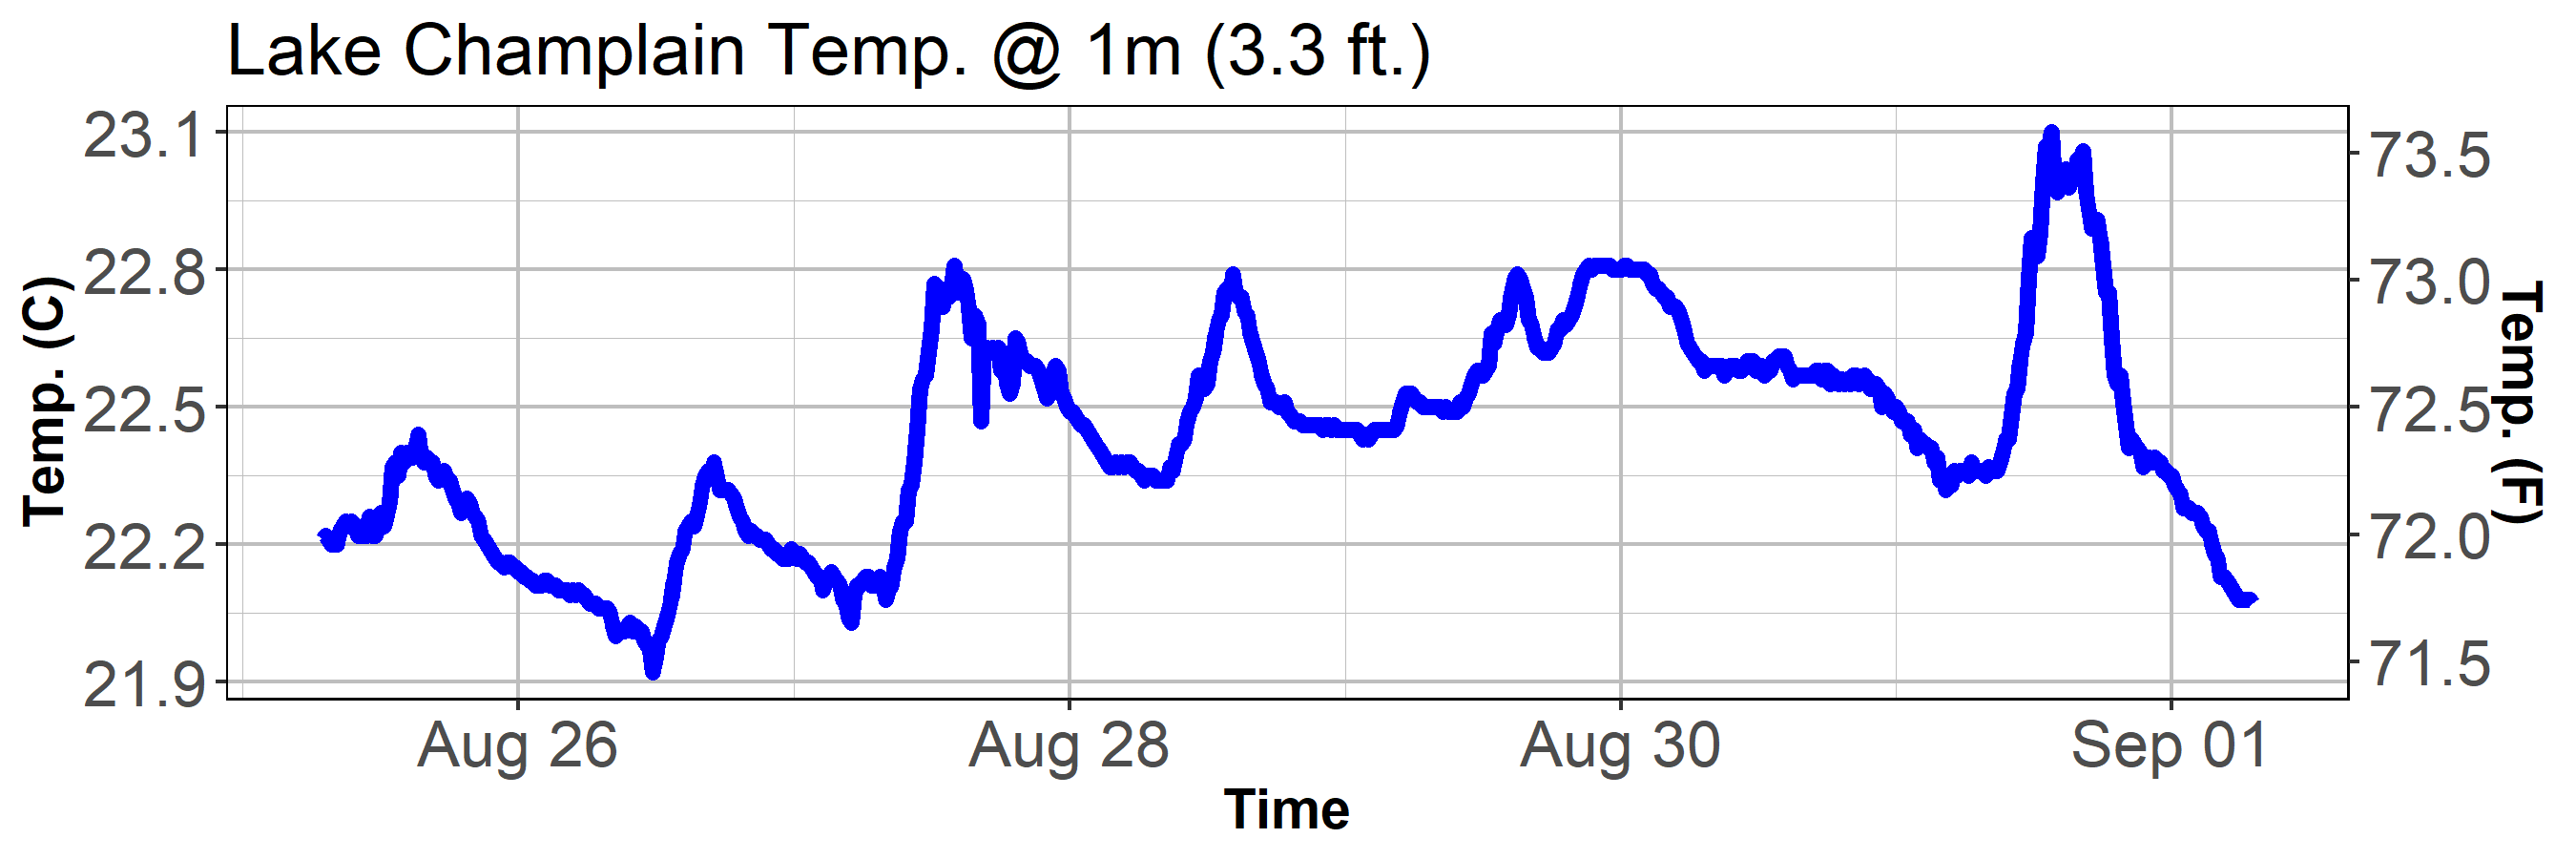 Lake Champlain Temp. @ 1m (3.3 ft.)
Temp. (C)
23.1
22.8
22.5
22.2
21.9
73.5
73.0
72.5
72.0
71.5
Temp. (F)
Aug 26
Aug 28
Aug 30
Sep 01
Time